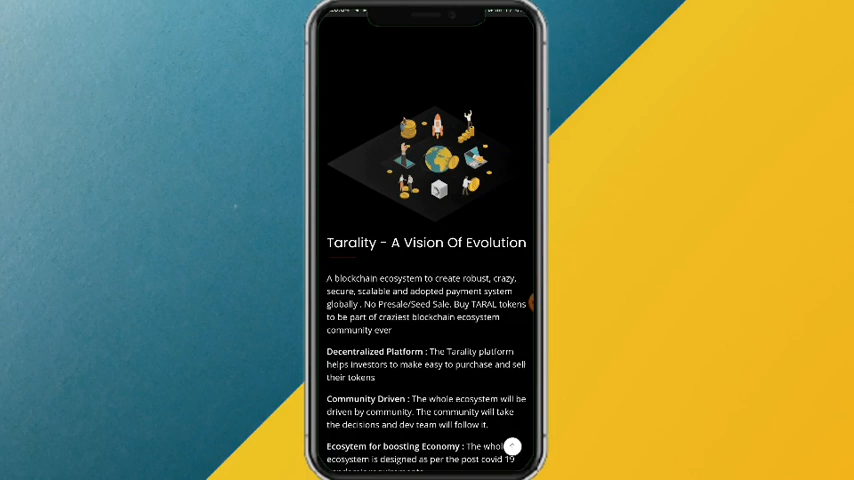 Tarality - A Vision Of Evolution
A blockchain ecosystem to create robust, crazy,
secure, scalable and adopted payment system
globally . No Presale/Seed Sale. Buy TARAL tokens
to be part of craziest blockchain ecosystem
community ever
Decentralized Platform : The Tarality platform
helps investors to make easy to purchase and sell
their tokens
Community Driven : The whole ecosystem will be
driven by community. The community will take
the decisions and dev team will follow it.
Ecosytem for boosting Economy : The
ecosystem is designed as per the post covid 19